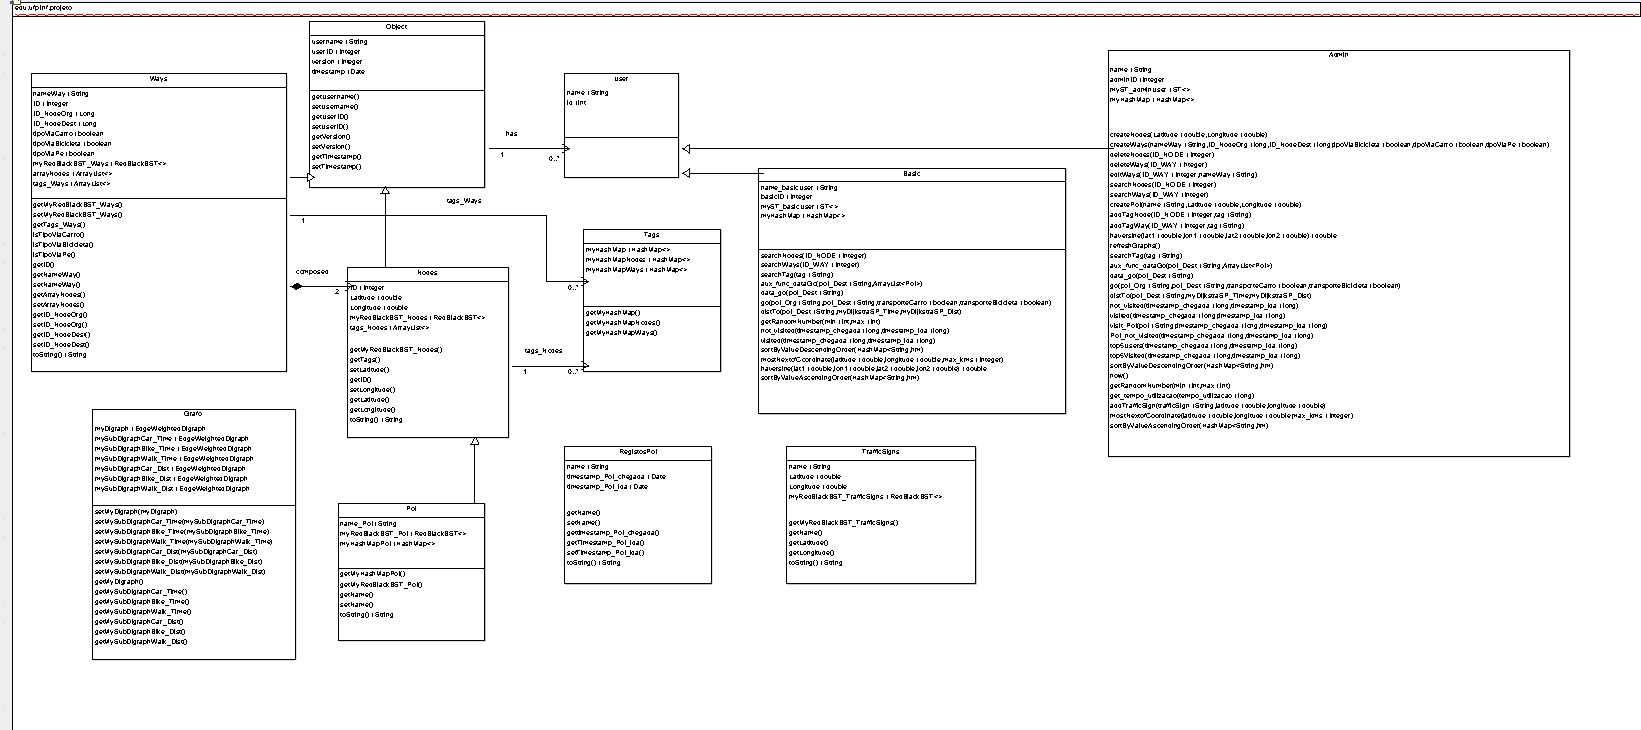 edu.ufp.inf.projeto
Object
username : String
userID : Integer
version : Integer
timestamp : Date
getusername()
setusername()
getuserID()
setuserID()
getVersion()
setVersion()
getTimestamp()
setTimestamp()
Ways
nameWay : String
ID : Integer
ID_NodeOrg : Long
ID_NodeDest : Long
tipoViaCarro : boolean
tipoViaBicicleta : boolean
tipoViaPe : boolean
myRedBlackBST_Ways : RedBlackBST<>
arrayNodes : ArrayList<>
tags_Ways : ArrayList<>
getMyRedBlackBST_Ways()
setMyRedBlackBST_Ways()
getTags_Ways()
isTipoViaCarro()
isTipoViaBicicleta()
isTipoViaPe()
getID()
getNameWay()
setNameWay()
getArrayNodes()
setArrayNodes()
getID_NodeOrg()
setID_NodeOrg()
getID_NodeDest()
setID_NodeDest()
toString() : String
has
1
0..*
user
name : String
id : int
Admin
name : String
adminID : Integer
myST_adminuser : ST<>
myHashMap : HashMap<>
createNodes(Latitude : double,Longitude : double)
createWays(nameWay : String,ID_NodeOrg : long,ID_NodeDest : long,tipoViaBicicleta : boolean,tipoViaCarro : boolean,tipoViaPe : boolean)
deleteNodes(ID_NODE : Integer)
deleteWays(ID_WAY : Integer)
editWays(ID_WAY : Integer,nameWay : String)
searchNodes(ID_NODE : Integer)
searchWays(ID_WAY : Integer)
createPoi(name : String,Latitude : double,Longitude : double)
addTagNode(ID_NODE : Integer,tag : String)
addTagWay(ID_WAY : Integer,tag : String)
haversine(lat1 : double,lon1 : double,lat2 : double,lon2 : double) : double
refreshGraphs()
searchTag(tag : String)
aux_func_dataGo(poi_Dest : String,ArrayList<Poi>)
data_go(poi_Dest : String)
go(poi_Org : String,poi_Dest : String,transporteCarro : boolean,transporteBicicleta : boolean)
distTo(poi_Dest : String,myDijkstraSP_Time,myDijkstraSP_Dist)
not_visited(timestamp_chegada : long,timestamp_ida : long)
visited(timestamp_chegada : long,timestamp_ida : long)
visit_Poi(poi : String,timestamp_chegada : long,timestamp_ida : long)
Poi_not_visited(timestamp_chegada : long,timestamp_ida : long)
top5users(timestamp_chegada : long,timestamp_ida : long)
top5Visited(timestamp_chegada : long,timestamp_ida : long)
sortByValueDescendingOrder(HashMap<String,hm)
now()
getRandomNumber(min : int,max : int)
get_tempo_utilizacao(tempo_utilizacao : long)
addTrafficSign(trafficSign : String,latitude : double,longitude : double)
mostNextofCoordinate(latitude : double,longitude : double,max_kms : Integer)
sortByValueAscendingOrder(HashMap<String,hm)
Basic
name_basicuser : String
basicID : Integer
myST_basicuser : ST<>
myHashMap : HashMap<>
searchNodes(ID_NODE : Integer)
searchWays(ID_WAY : Integer)
searchTag(tag : String)
aux_func_dataGo(poi_Dest : String,ArrayList<Poi>)
data_go(poi_Dest : String)
go(poi_Org : String,poi_Dest : String,transporteCarro : boolean,transporteBicicleta : boolean)
distTo(poi_Dest : String,myDijkstraSP_Time,myDijkstraSP_Dist)
getRandomNumber(min : int,max : int)
not_visited(timestamp_chegada : long,timestamp_ida : long)
visited(timestamp_chegada : long,timestamp_ida : long)
sortByValueDescendingOrder(HashMap<String,hm)
mostNextofCoordinate(latitude : double,longitude : double,max_kms : Integer)
haversine(lat1 : double,lon1 : double,lat2 : double,lon2 : double) : double
sortByValueAscendingOrder(HashMap<String,hm)
tags_Ways
1
0..*
Tags
myHashMap : HashMap<>
myHashMapNodes : HashMap<>
myHashMapWays : HashMap<>
getMyHashMap()
getMyHashMapNodes()
getMyHashMapWays()
composed
2
Nodes
ID : Integer
Latitude : double
Longitude : double
myRedBlackBST_Nodes : RedBlackBST<>
tags_Nodes : ArrayList<>
getMyRedBlackBST_Nodes()
getTags()
setLatitude()
getID()
setLongitude()
getLatitude()
getLongitude()
toString() : String
tags_Nodes
1
0..*
Grafo
myDigraph : EdgeWeightedDigraph
mySubDigraphCar_Time : EdgeWeightedDigraph
mySubDigraphBike_Time : EdgeWeightedDigraph
mySubDigraphWalk_Time : EdgeWeightedDigraph
mySubDigraphCar_Dist : EdgeWeightedDigraph
mySubDigraphBike_Dist : EdgeWeightedDigraph
mySubDigraphWalk_Dist : EdgeWeightedDigraph
setMyDigraph(myDigraph)
setMySubDigraphCar_Time(mySubDigraphCar_Time)
setMySubDigraphBike_Time(mySubDigraphBike_Time)
setMySubDigraphWalk_Time(mySubDigraphWalk_Time)
setMySubDigraphCar_Dist(mySubDigraphCar_Dist)
setMySubDigraphBike_Dist(mySubDigraphBike_Dist)
setMySubDigraphWalk_Dist(mySubDigraphWalk_Dist)
getMyDigraph()
getMySubDigraphCar_Time()
getMySubDigraphBike_Time()
getMySubDigraphWalk_Time()
getMySubDigraphCar_Dist()
getMySubDigraphBike_Dist()
getMySubDigraphWalk_Dist()
Poi
name_Poi : String
myRedBlackBST_Poi : RedBlackBST<>
myHashMapPoi : HashMap<>
getMyHashMapPoi()
getMyRedBlackBST_Poi()
getName()
setName()
toString() : String
RegistosPoi
name : String
timestamp_Poi_chegada : Date
timestamp_Poi_ida : Date
getName()
setName()
gettimestamp_Poi_chegada()
getTimestamp_Poi_ida()
setTimestamp_Poi_ida()
toString() : String
TrafficSigns
name : String
Latitude : double
Longitude : double
myRedBlackBST_TrafficSigns : RedBlackBST<>
getMyRedBlackBST_TrafficSigns()
getName()
getLatitude()
getLongitude()
toString() : String